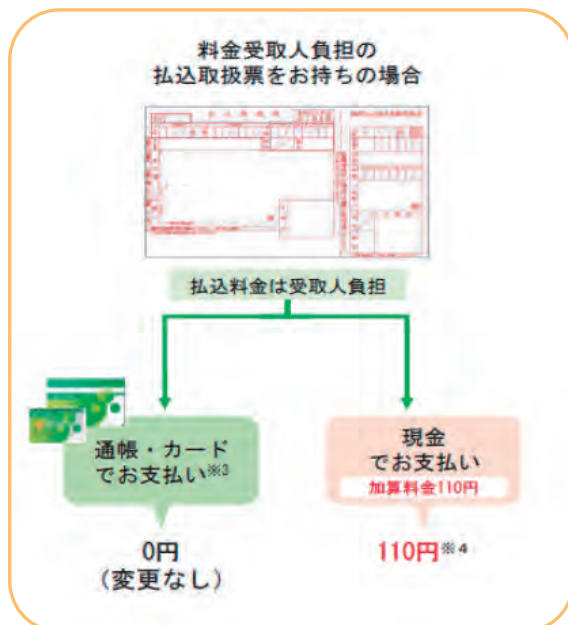 料金受取人負担の
払込取扱票をお持ちの場合
払込料金は受取人負担
通帳・カード
でお支払い※3
現金
でお支払い
加算料金110円
0円
(変更なし)
110円※4